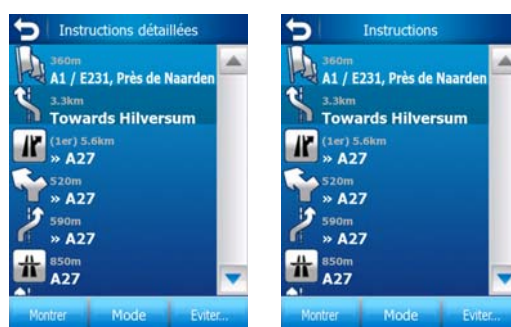 Instructions détaillées
360m
A1 / E231, Près de Naarden
3.3km
Towards Hilversum
(1er) 5.6km
» A27
520m
» A27
590m
» A27
850m
A27
Montrer Mode Eviter...
Instructions
360m
A1 / E231, Près de Naarden
3.3km
Towards Hilversum
(1er) 5.6km
» A27
520m
» A27
590m
» A27
850m
A27
Montrer Mode Eviter...